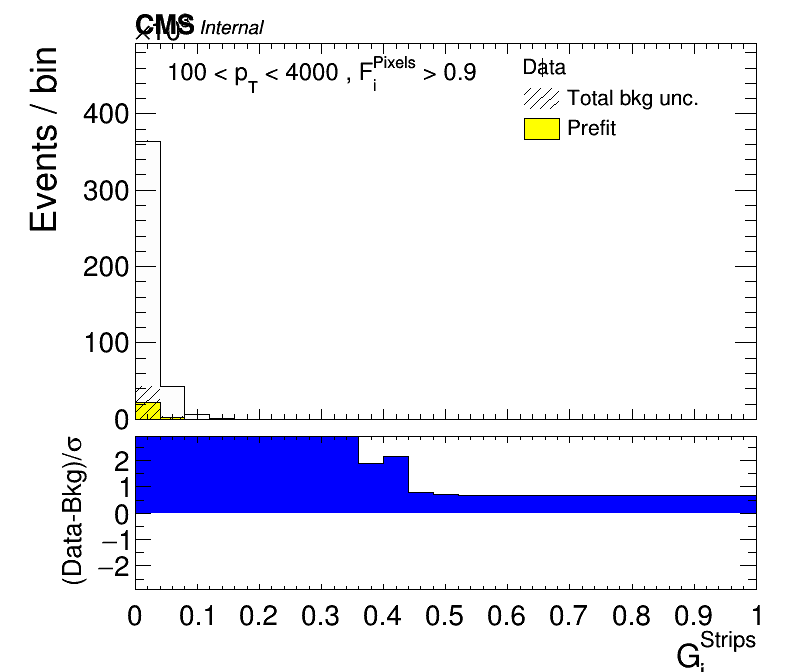 CMS Internal
×10³
100 < p_T < 4000 , F_i^Pixels > 0.9
Data
Total bkg unc.
Prefit
Events / bin
400
300
200
100
0
(Data-Bkg)/σ
2
1
0
−1
−2
0 0.1 0.2 0.3 0.4 0.5 0.6 0.7 0.8 0.9 1
G_i^Strips